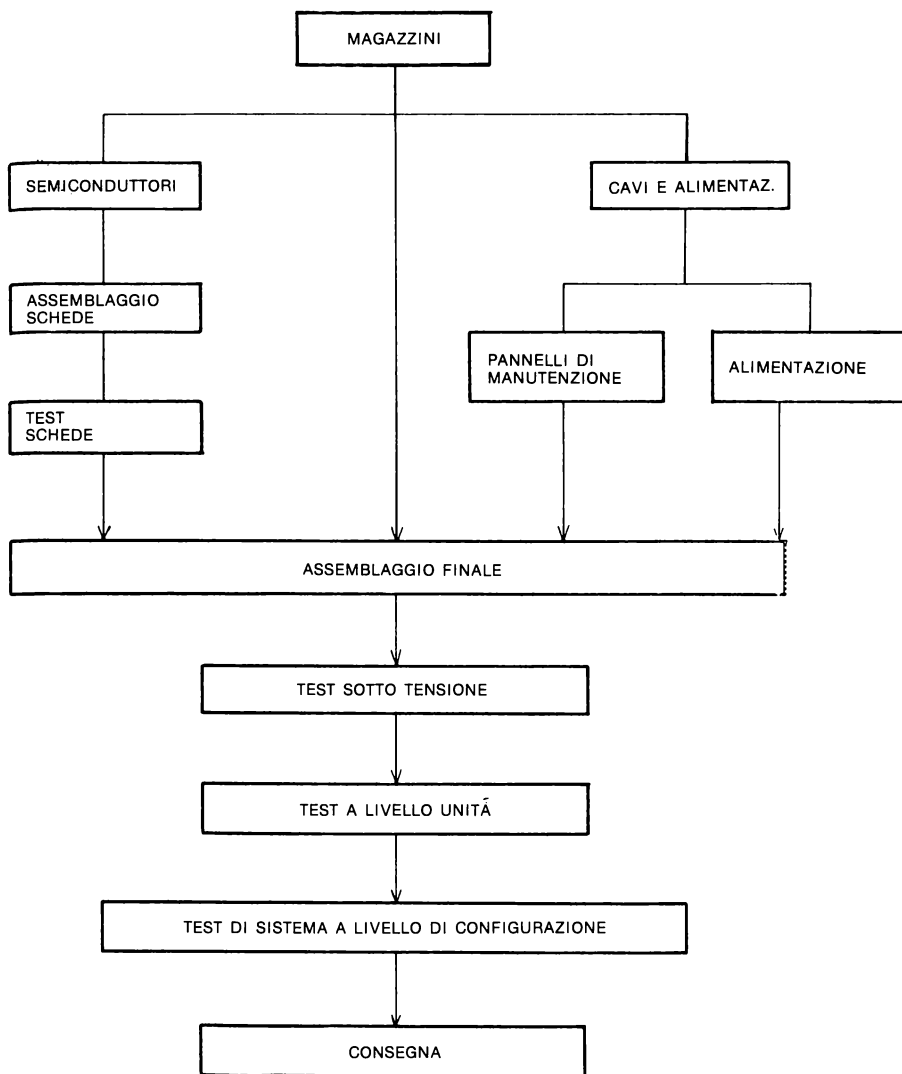 MAGAZZINI
SEMICONDUTTORI
CAVI E ALIMENTAZ.
ASSEMBLAGGIO
SCHEDE
PANNELLI DI
MANUTENZIONE
ALIMENTAZIONE
TEST
SCHEDE
ASSEMBLAGGIO FINALE
TEST SOTTO TENSIONE
TEST A LIVELLO UNITÁ
TEST DI SISTEMA A LIVELLO DI CONFIGURAZIONE
CONSEGNA